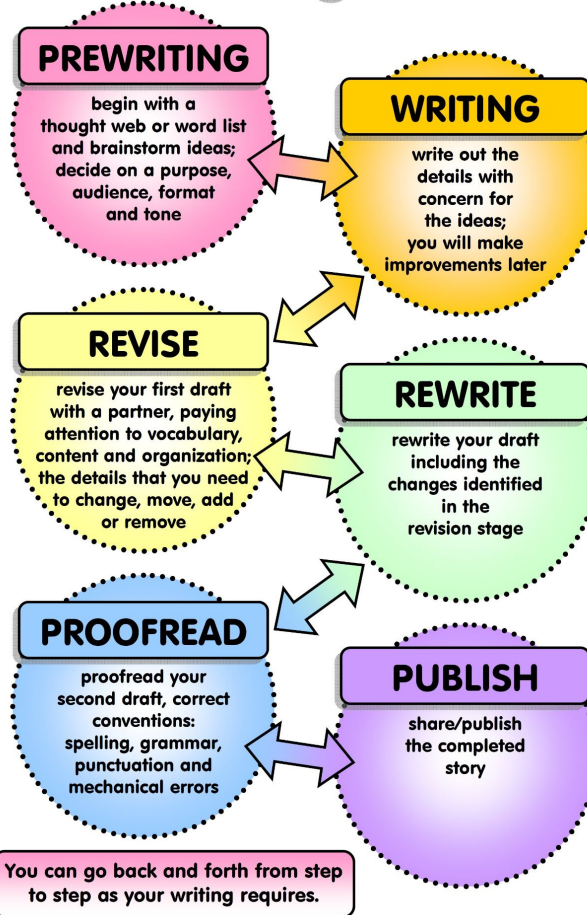 PREWRITING
begin with a
thought web or word list
and brainstorm ideas;
decide on a purpose,
audience, format
and tone
WRITING
write out the
details with
concern for
the ideas;
you will make
improvements later
REVISE
revise your first draft
with a partner, paying
attention to vocabulary,
content and organization;
the details that you need
to change, move, add
or remove
REWRITE
rewrite your draft
including the
changes identified
in the
revision stage
PROOFREAD
proofread your
second draft, correct
conventions:
spelling, grammar,
punctuation and
mechanical errors
PUBLISH
share/publish
the completed
story
You can go back and forth from step
to step as your writing requires.